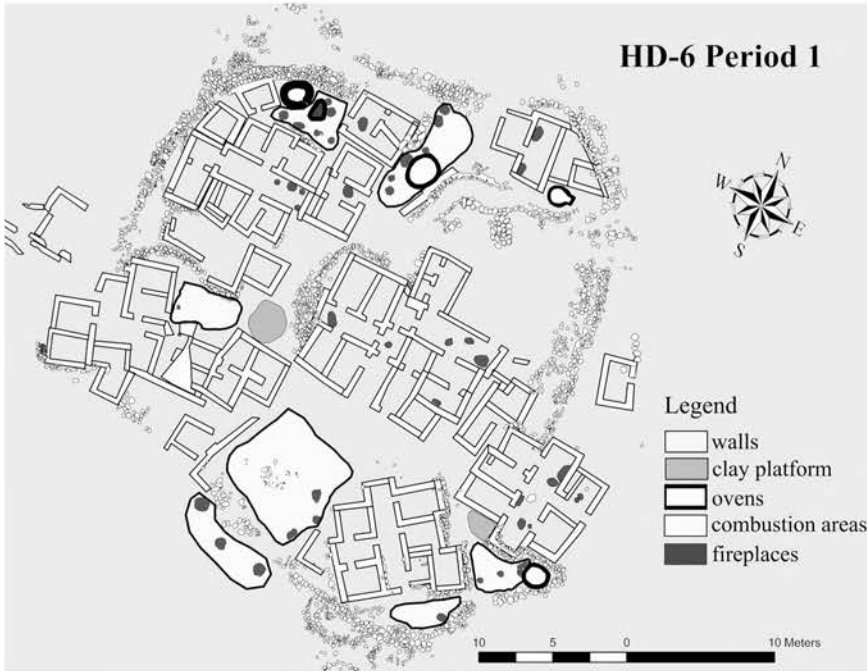 HD-6 Period 1
N
W
E
S
Legend
walls
clay platform
ovens
combustion areas
fireplaces
10 5 0 10 Meters